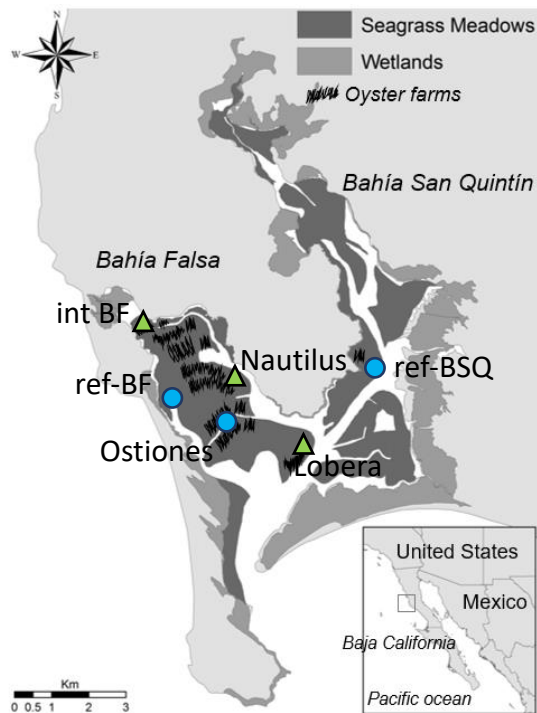 Seagrass Meadows
Wetlands
Oyster farms
N
W E
S
Bahía San Quintín
Bahía Falsa
int BF
Nautilus
ref-BSQ
ref-BF
Ostiones
Lobera
United States
Mexico
Baja California
Pacific ocean
Km
0 0.5 1 2 3